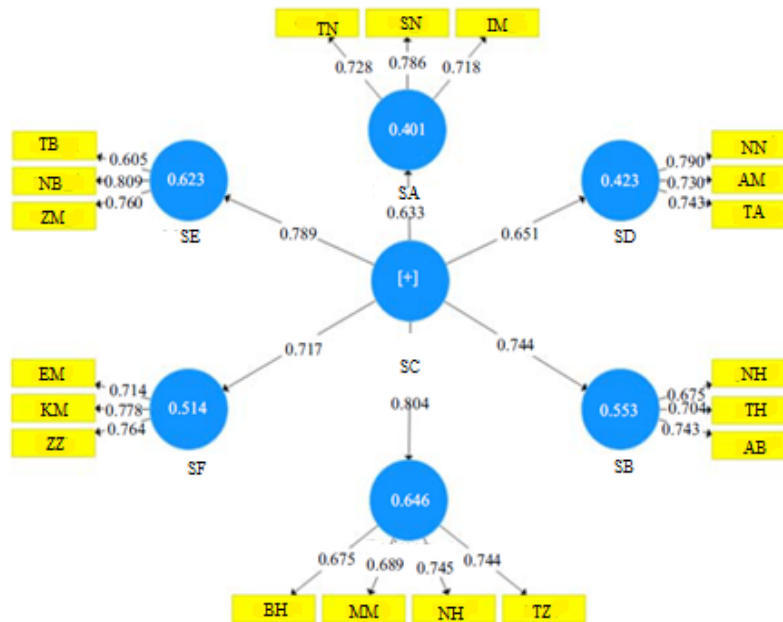 TN SN IM
0.728 0.786 0.718
0.401
SA
0.633
TB
NB
ZM
0.605
0.809
0.760
0.623
SE
0.789
NN
AM
TA
0.790
0.730
0.743
0.423
SD
0.651
[+]
SC
EM
KM
ZZ
0.714
0.778
0.764
0.514
SF
0.717
NH
TH
AB
0.675
0.704
0.743
0.553
SB
0.744
0.804
0.646
0.675 0.689 0.745 0.744
BH MM NH TZ